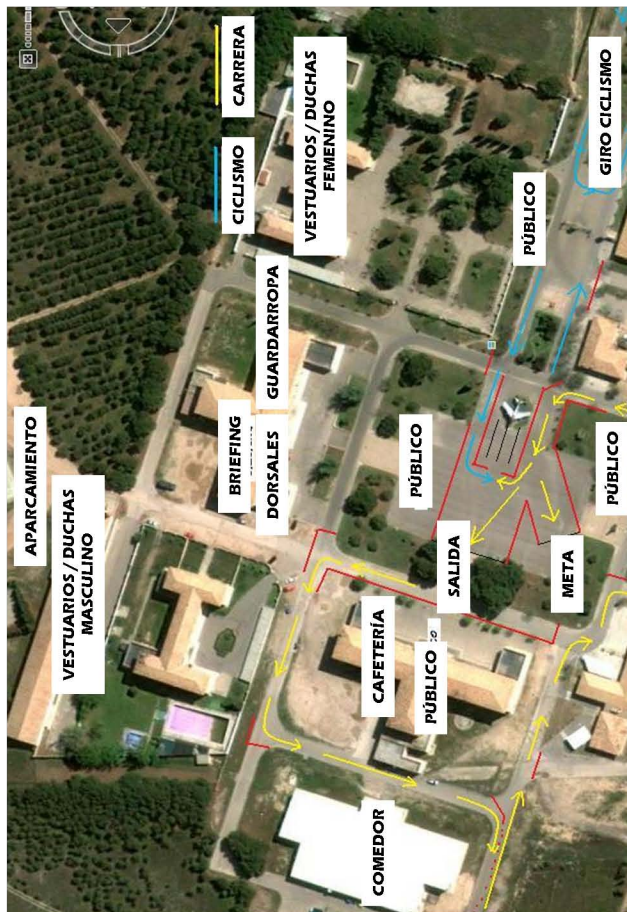 APARCAMIENTO
VESTUARIOS / DUCHAS
MASCULINO
CARRERA
CICLISMO
BRIEFING
DORSALES
GUARDARROPA
VESTUARIOS / DUCHAS
FEMENINO
COMEDOR
CAFETERÍA
PÚBLICO
PÚBLICO
SALIDA
PÚBLICO
META
PÚBLICO
GIRO CICLISMO